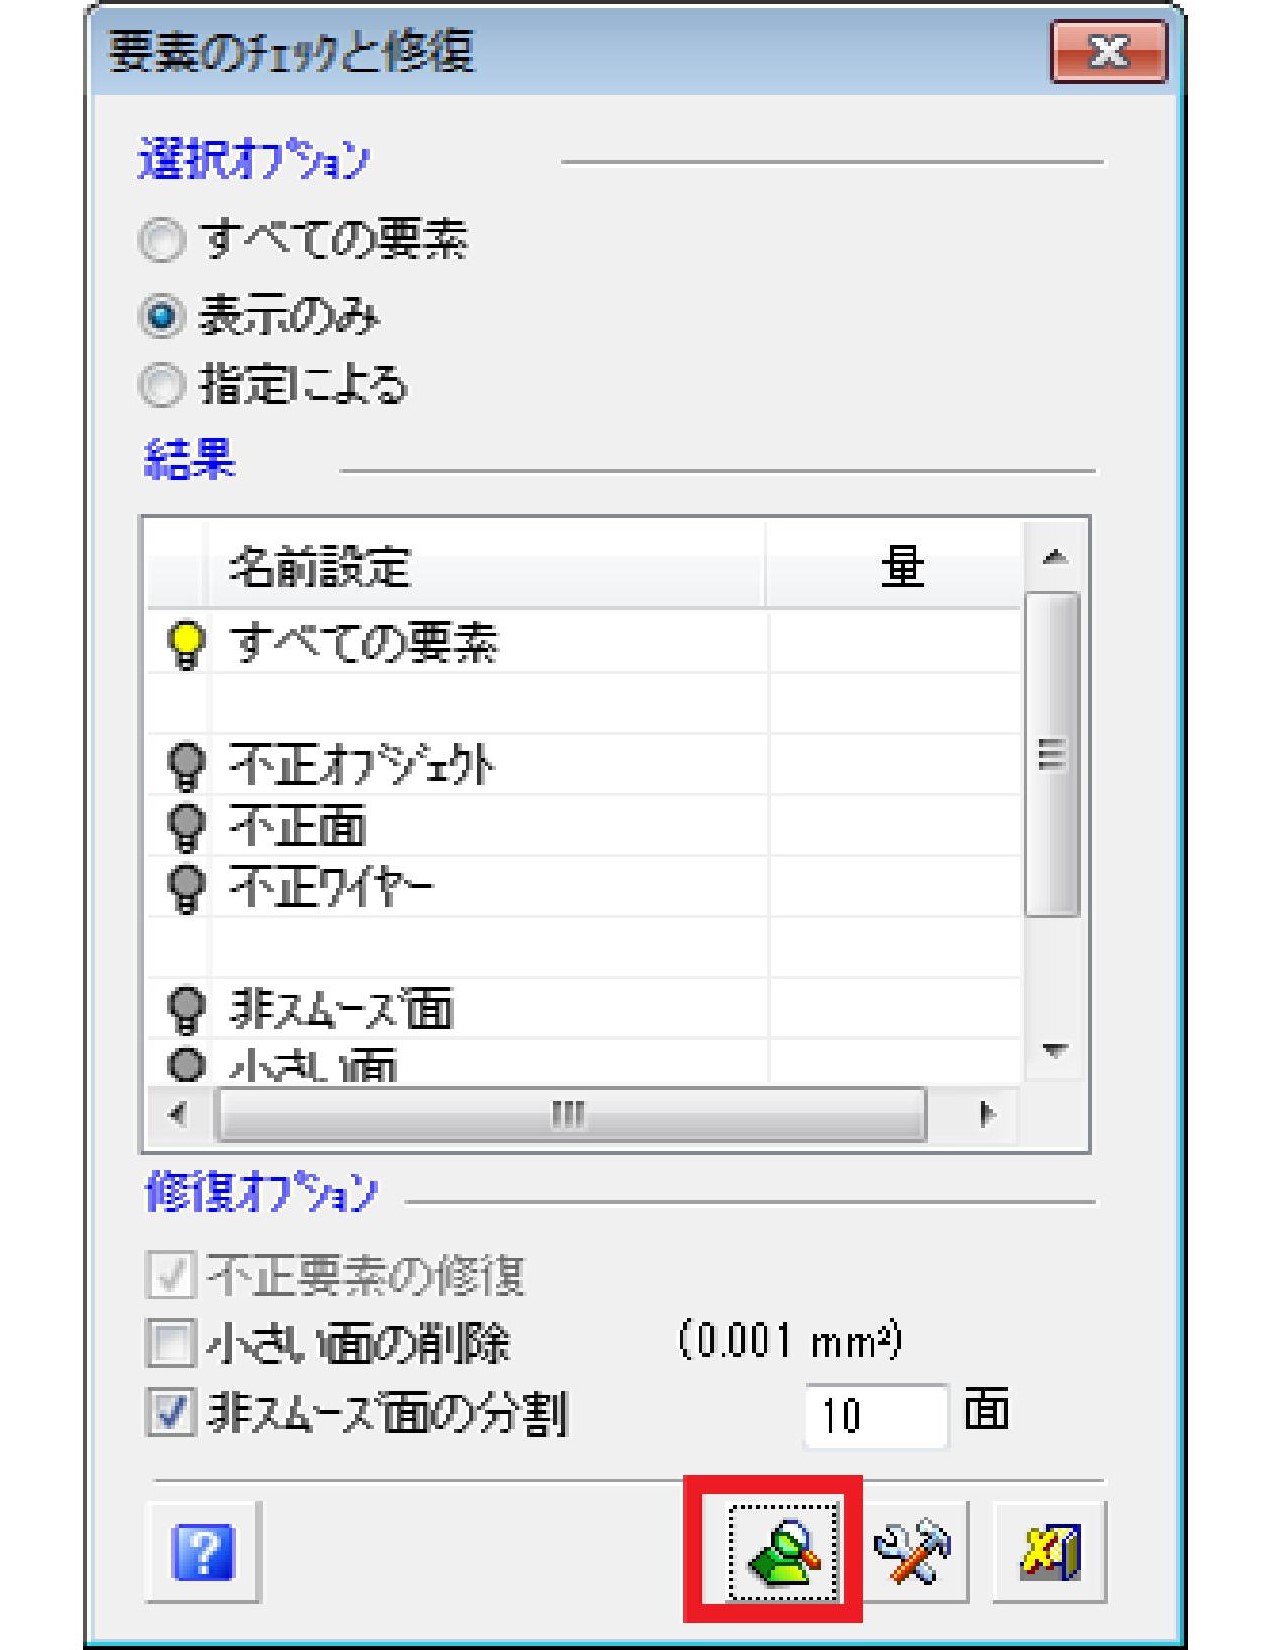 要素のﾁｪｯｸと修復
選択ｵﾌﾟｼｮﾝ
すべての要素
表示のみ
指定による
結果
名前設定 量
すべての要素
不正ｵﾌﾞｼﾞｪｸﾄ
不正面
不正ﾜｲﾔｰ
非ｽﾑｰｽﾞ面
小さい面
修復ｵﾌﾟｼｮﾝ
不正要素の修復
小さい面の削除 (0.001 mm²)
非ｽﾑｰｽﾞ面の分割 10 面
?